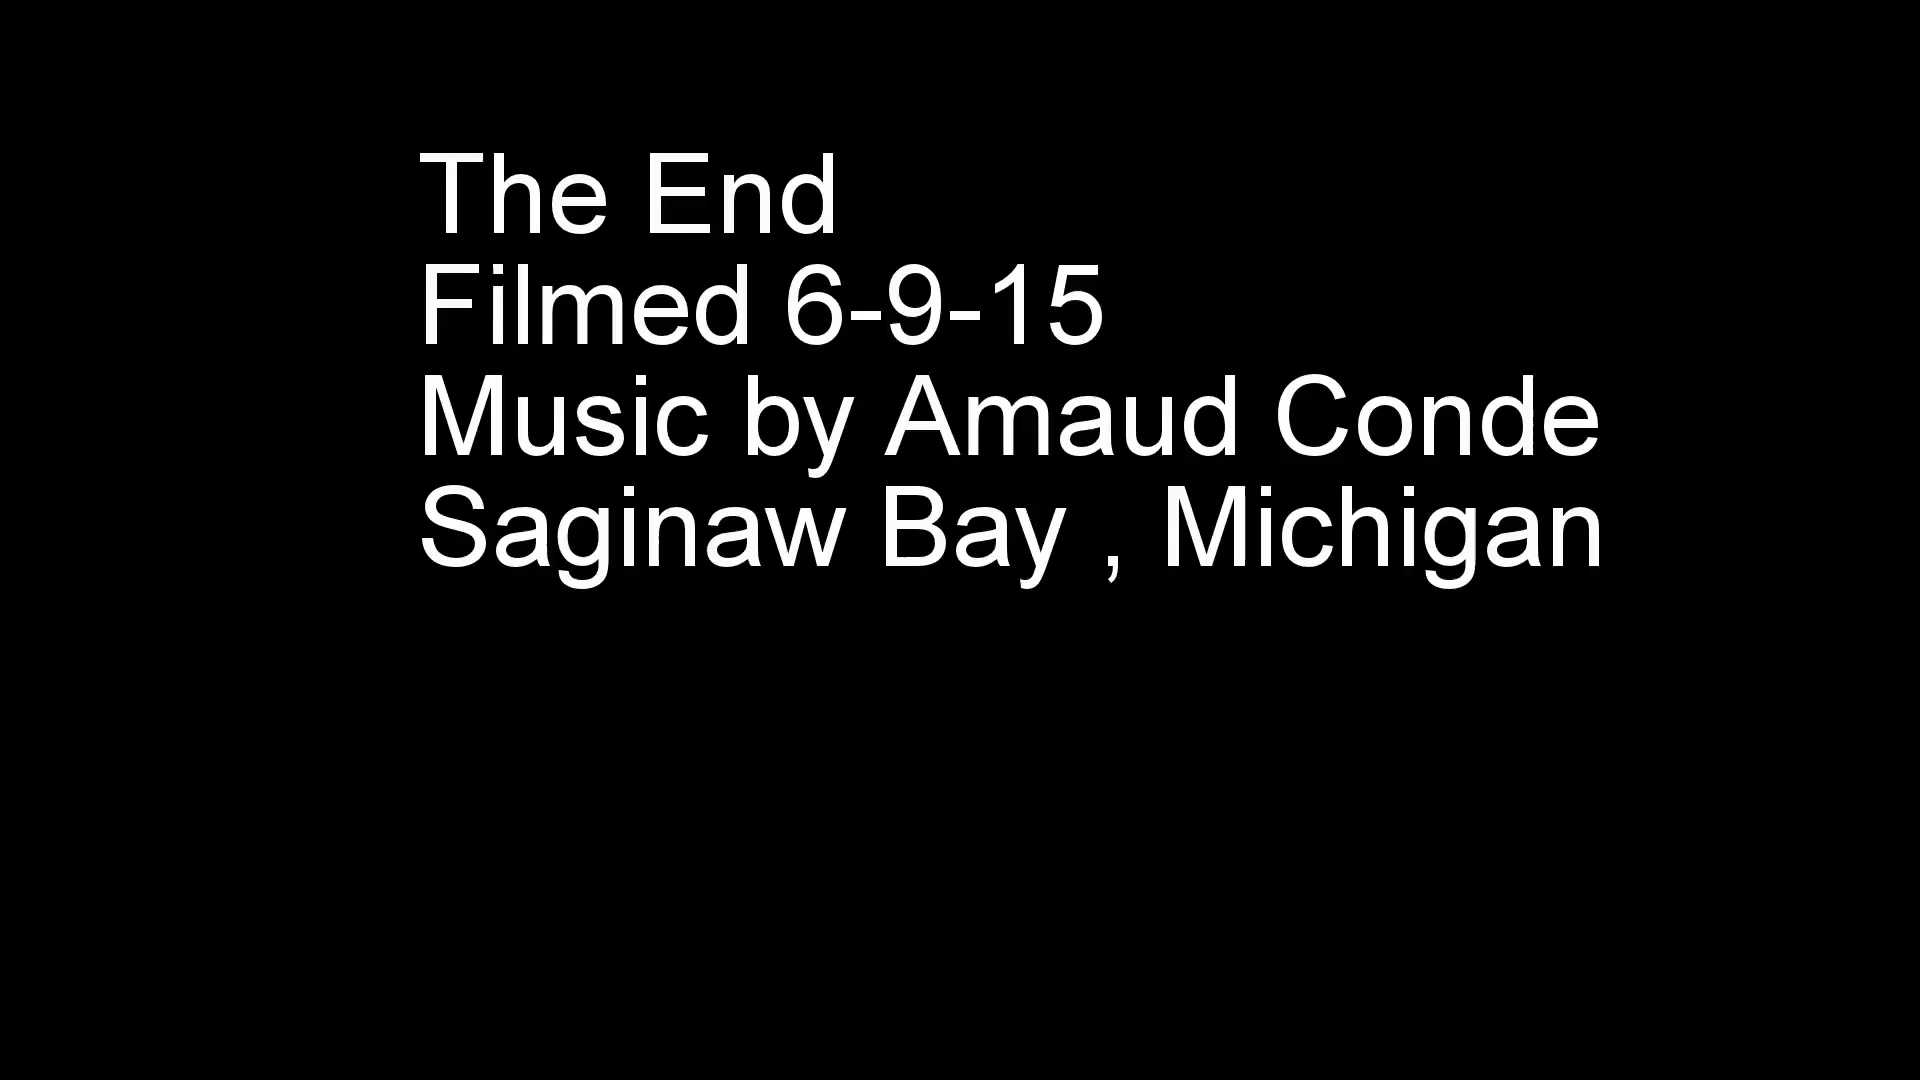 The End
Filmed 6-9-15
Music by Amaud Conde
Saginaw Bay , Michigan